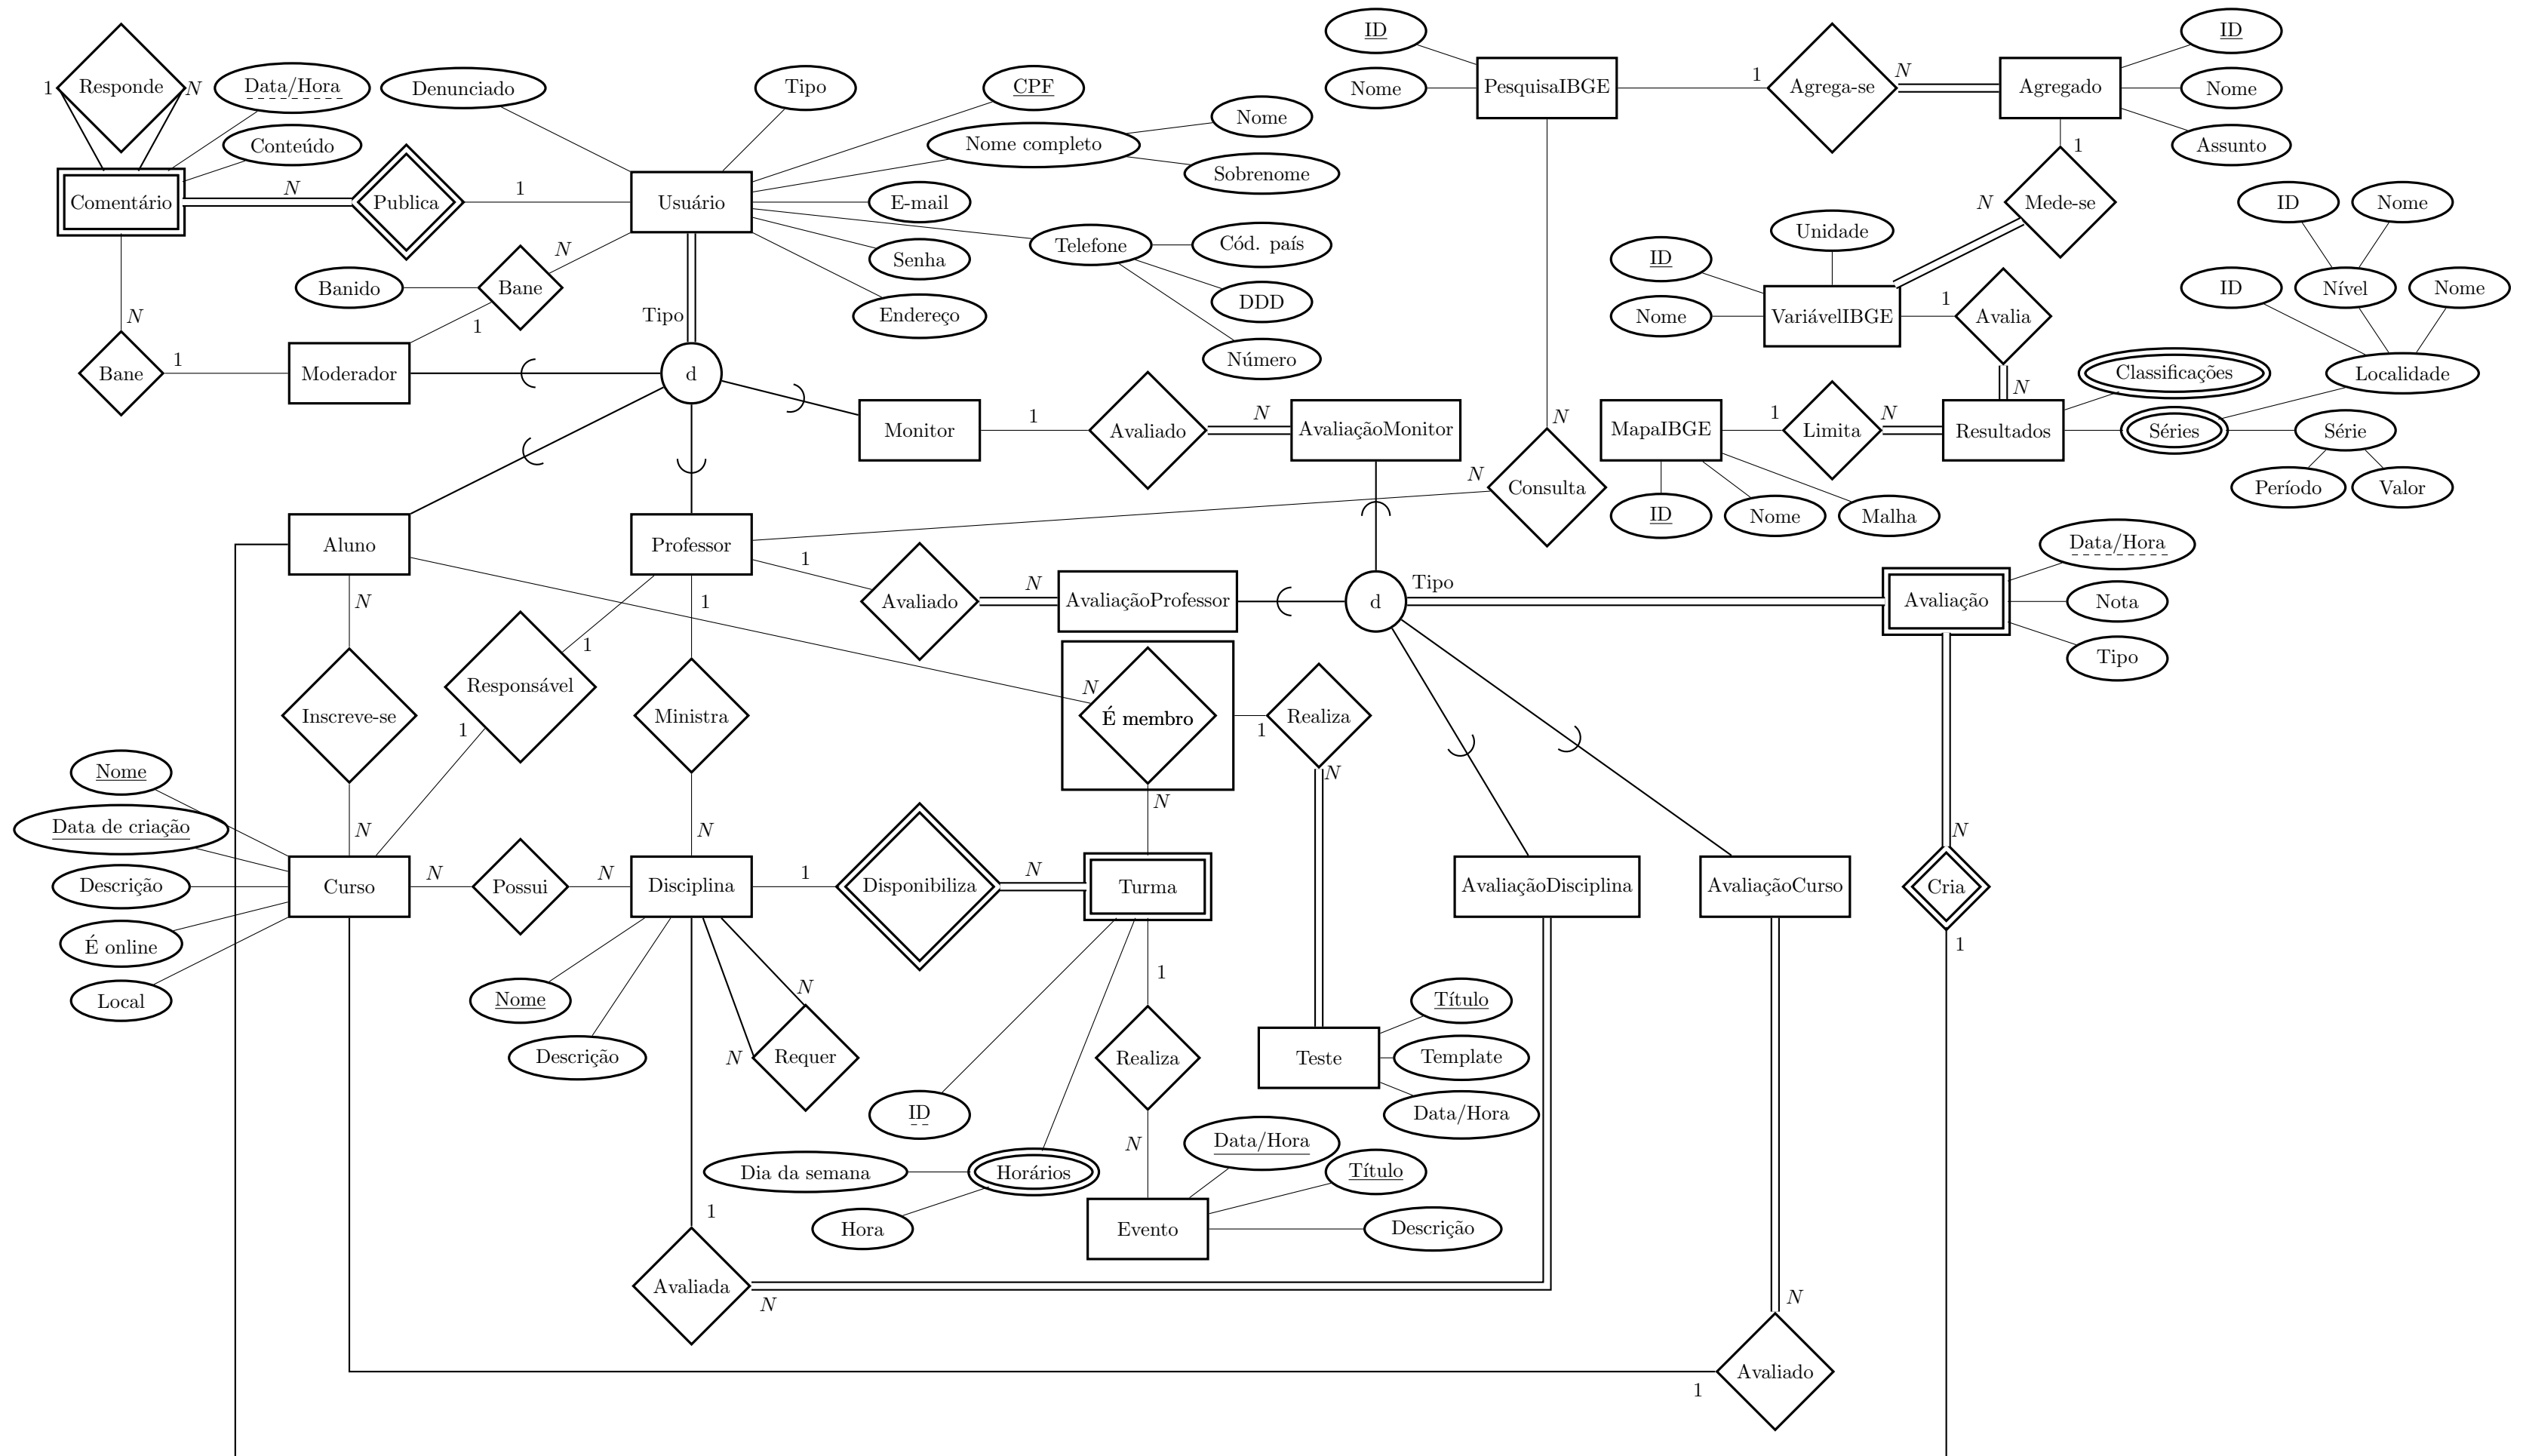 ID
ID
Responde
1
N
Data/Hora
Denunciado
Tipo
CPF
Nome
PesquisaIBGE
1
Agrega-se
N
Agregado
Nome
Nome
Conteúdo
Nome completo
Sobrenome
Assunto
1
Comentário
N
Publica
1
Usuário
E-mail
N
Mede-se
ID
Nome
Telefone
Cód. país
Unidade
N
Senha
ID
Banido
Bane
DDD
ID
Nível
Nome
N
1
Tipo
Endereço
Nome
VariávelIBGE
1
Avalia
Número
Bane
1
Moderador
d
Classificações
Localidade
N
Monitor
1
Avaliado
N
AvaliaçãoMonitor
N
MapaIBGE
1
Limita
N
Resultados
Séries
Série
N
Consulta
Período
Valor
ID
Nome
Malha
Aluno
Professor
1
Data/Hora
N
1
Avaliado
N
AvaliaçãoProfessor
d
Tipo
Avaliação
Nota
1
Tipo
Responsável
N
Inscreve-se
Ministra
É membro
1
Realiza
1
Nome
N
N
Data de criação
N
N
N
Descrição
Curso
N
Possui
N
Disciplina
1
Disponibiliza
N
Turma
AvaliaçãoDisciplina
AvaliaçãoCurso
Cria
É online
1
Local
Nome
N
1
Título
Descrição
N
Requer
Realiza
Teste
Template
ID
Data/Hora
N
Data/Hora
Dia da semana
Horários
Título
1
Hora
Evento
Descrição
Avaliada
N
N
Avaliado
1